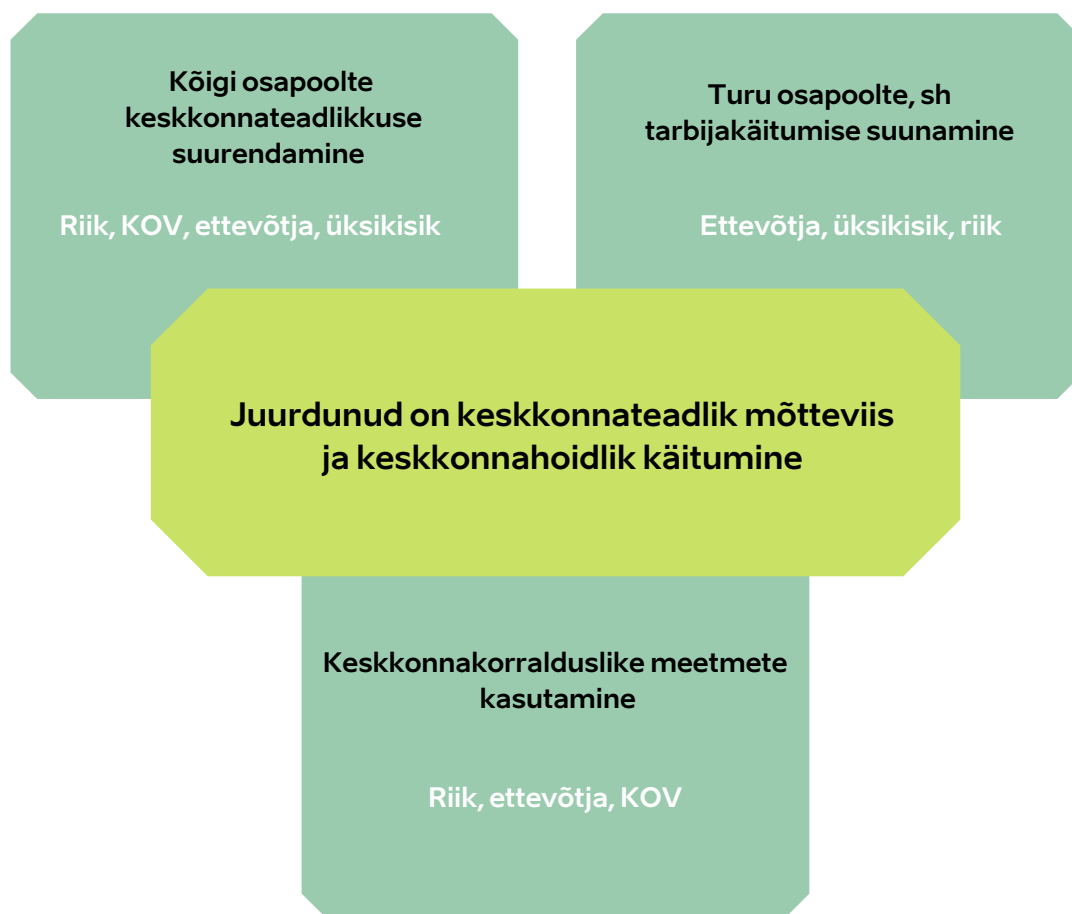 Kõigi osapoolte
keskkonnateadlikkuse
suurendamine
Riik, KOV, ettevõtja, üksikisik
Turu osapoolte, sh
tarbijakäitumise suunamine
Ettevõtja, üksikisik, riik
Juurdunud on keskkonnateadlik mõtteviis
ja keskkonnahoidlik käitumine
Keskkonnakorralduslike meetmete
kasutamine
Riik, ettevõtja, KOV